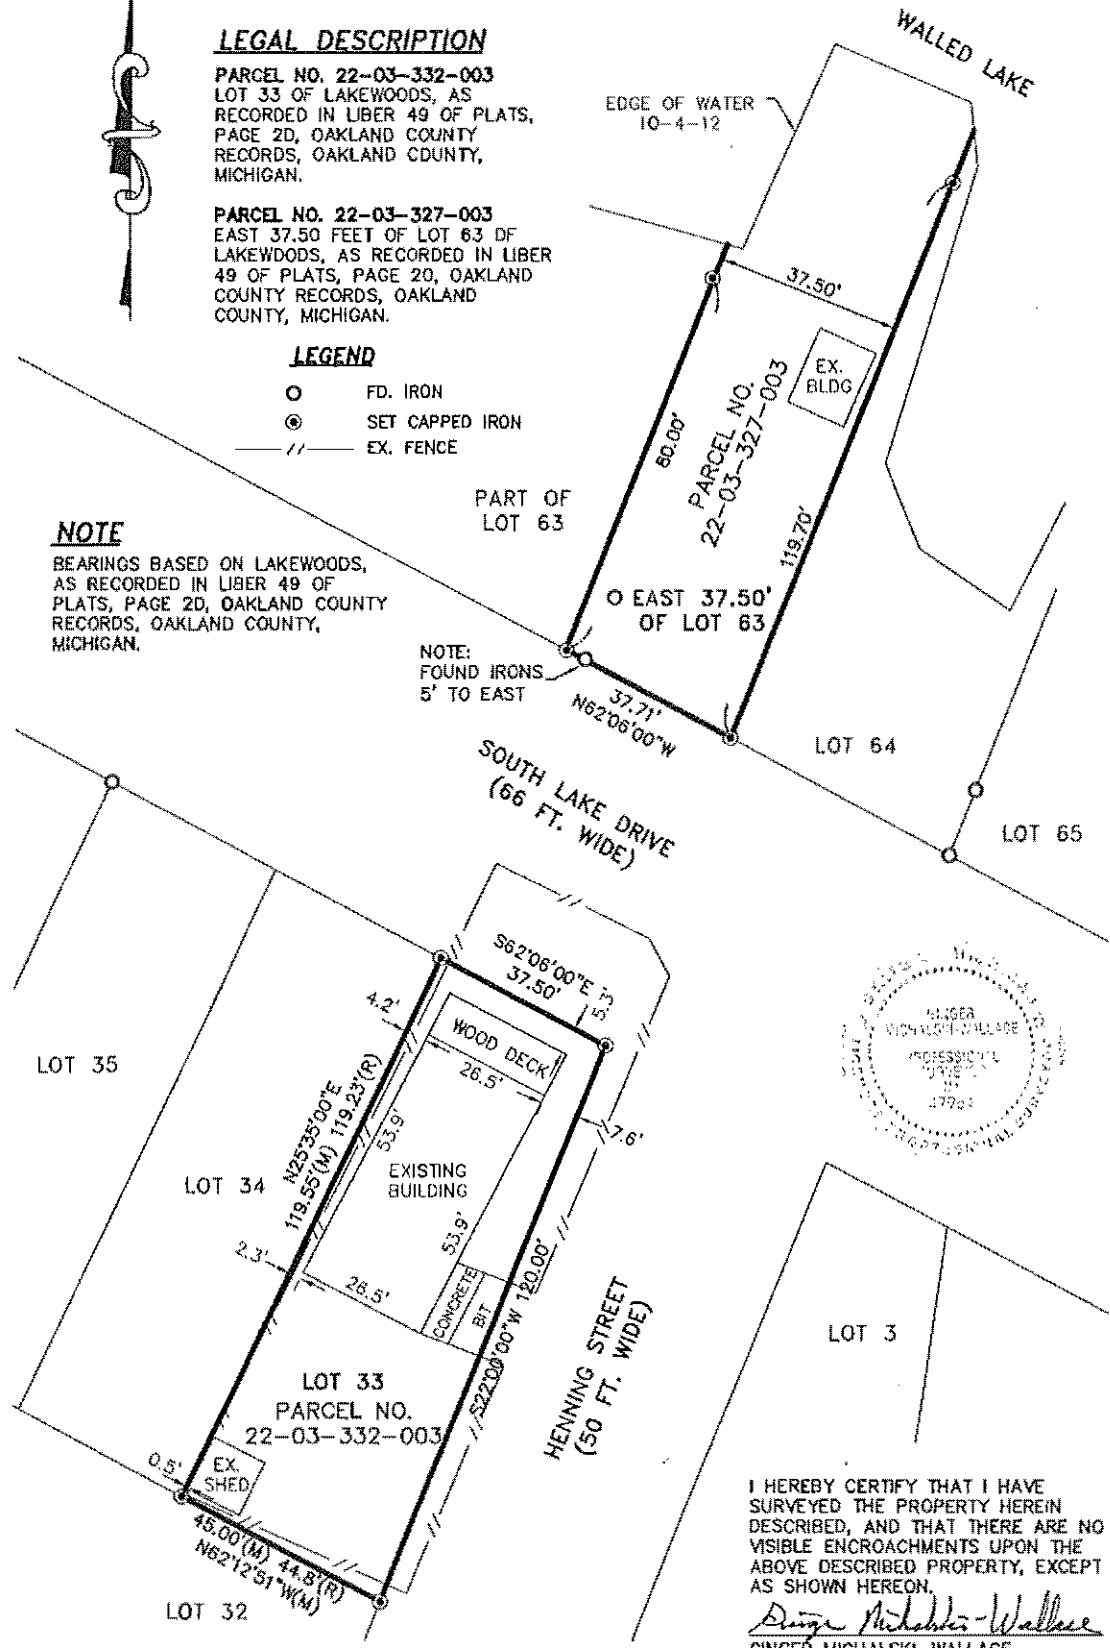 LEGAL DESCRIPTION
PARCEL NO. 22-03-332-003
LOT 33 OF LAKEWOODS, AS
RECORDED IN LIBER 49 OF PLATS,
PAGE 2D, OAKLAND COUNTY
RECORDS, OAKLAND CDUNTY,
MICHIGAN.
PARCEL NO. 22-03-327-003
EAST 37.50 FEET OF LOT 63 DF
LAKEWDODS, AS RECORDED IN LIBER
49 OF PLATS, PAGE 20, OAKLAND
COUNTY RECORDS, OAKLAND
COUNTY, MICHIGAN.
LEGEND
FD. IRON
SET CAPPED IRON
EX. FENCE
NOTE
BEARINGS BASED ON LAKEWOODS,
AS RECORDED IN LIBER 49 OF
PLATS, PAGE 2D, OAKLAND COUNTY
RECORDS, OAKLAND COUNTY,
MICHIGAN.
WALLED LAKE
EDGE OF WATER
10-4-12
37.50'
EX.
BLDG
PARCEL NO.
22-03-327-003
80.00'
119.70'
PART OF
LOT 63
O EAST 37.50'
OF LOT 63
NOTE:
FOUND IRONS
5' TO EAST
37.71'
N62°06'00"W
LOT 64
LOT 65
SOUTH LAKE DRIVE
(66 FT. WIDE)
S62°06'00"E
37.50'
5.3'
4.2'
WOOD DECK
26.5'
LOT 35
N25°35'00"E
119.55'(M) 119.23'(R)
53.9'
7.6'
LOT 34
EXISTING
BUILDING
53.9'
2.3'
26.5'
CONCRETE
BIT
S22°00'00"W 120.00'
HENNING STREET
(50 FT. WIDE)
LOT 3
LOT 33
PARCEL NO.
22-03-332-003
0.5'
EX.
SHED
45.00'(M) 44.8'(R)
N62°12'51"W(M)
LOT 32
I HEREBY CERTIFY THAT I HAVE
SURVEYED THE PROPERTY HEREIN
DESCRIBED, AND THAT THERE ARE NO
VISIBLE ENCROACHMENTS UPON THE
ABOVE DESCRIBED PROPERTY, EXCEPT
AS SHOWN HEREON.
GINGER MICHALSKI-WALLACE